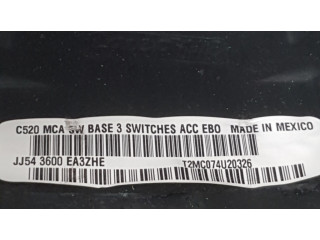 C520 MCA SW BASE 3 SWITCHES ACC EBO MADE IN MEXICO
JJ54 3600 EA3ZHE T2MC074U20326